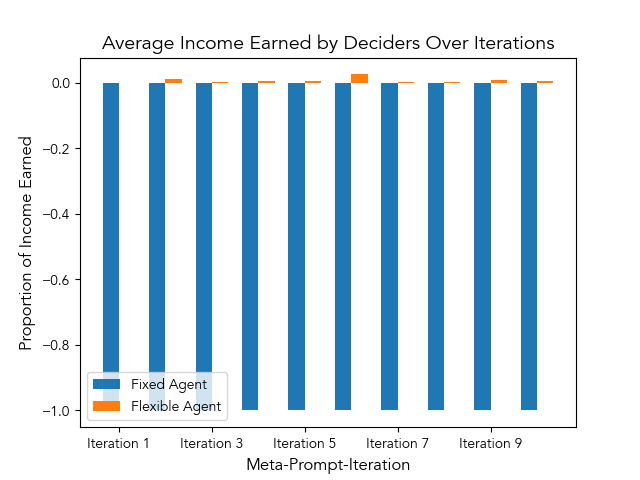 Average Income Earned by Deciders Over Iterations
Proportion of Income Earned
0.0
−0.2
−0.4
−0.6
−0.8
−1.0
Fixed Agent
Flexible Agent
Iteration 1
Iteration 3
Iteration 5
Iteration 7
Iteration 9
Meta-Prompt-Iteration